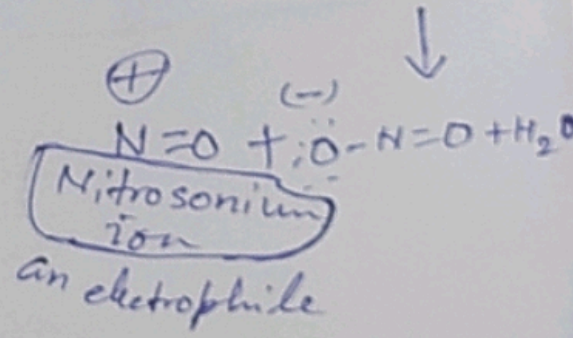 ⊕ (-)
N=O + :Ö-N=O + H2O
Nitrosonium
ion
an electrophile